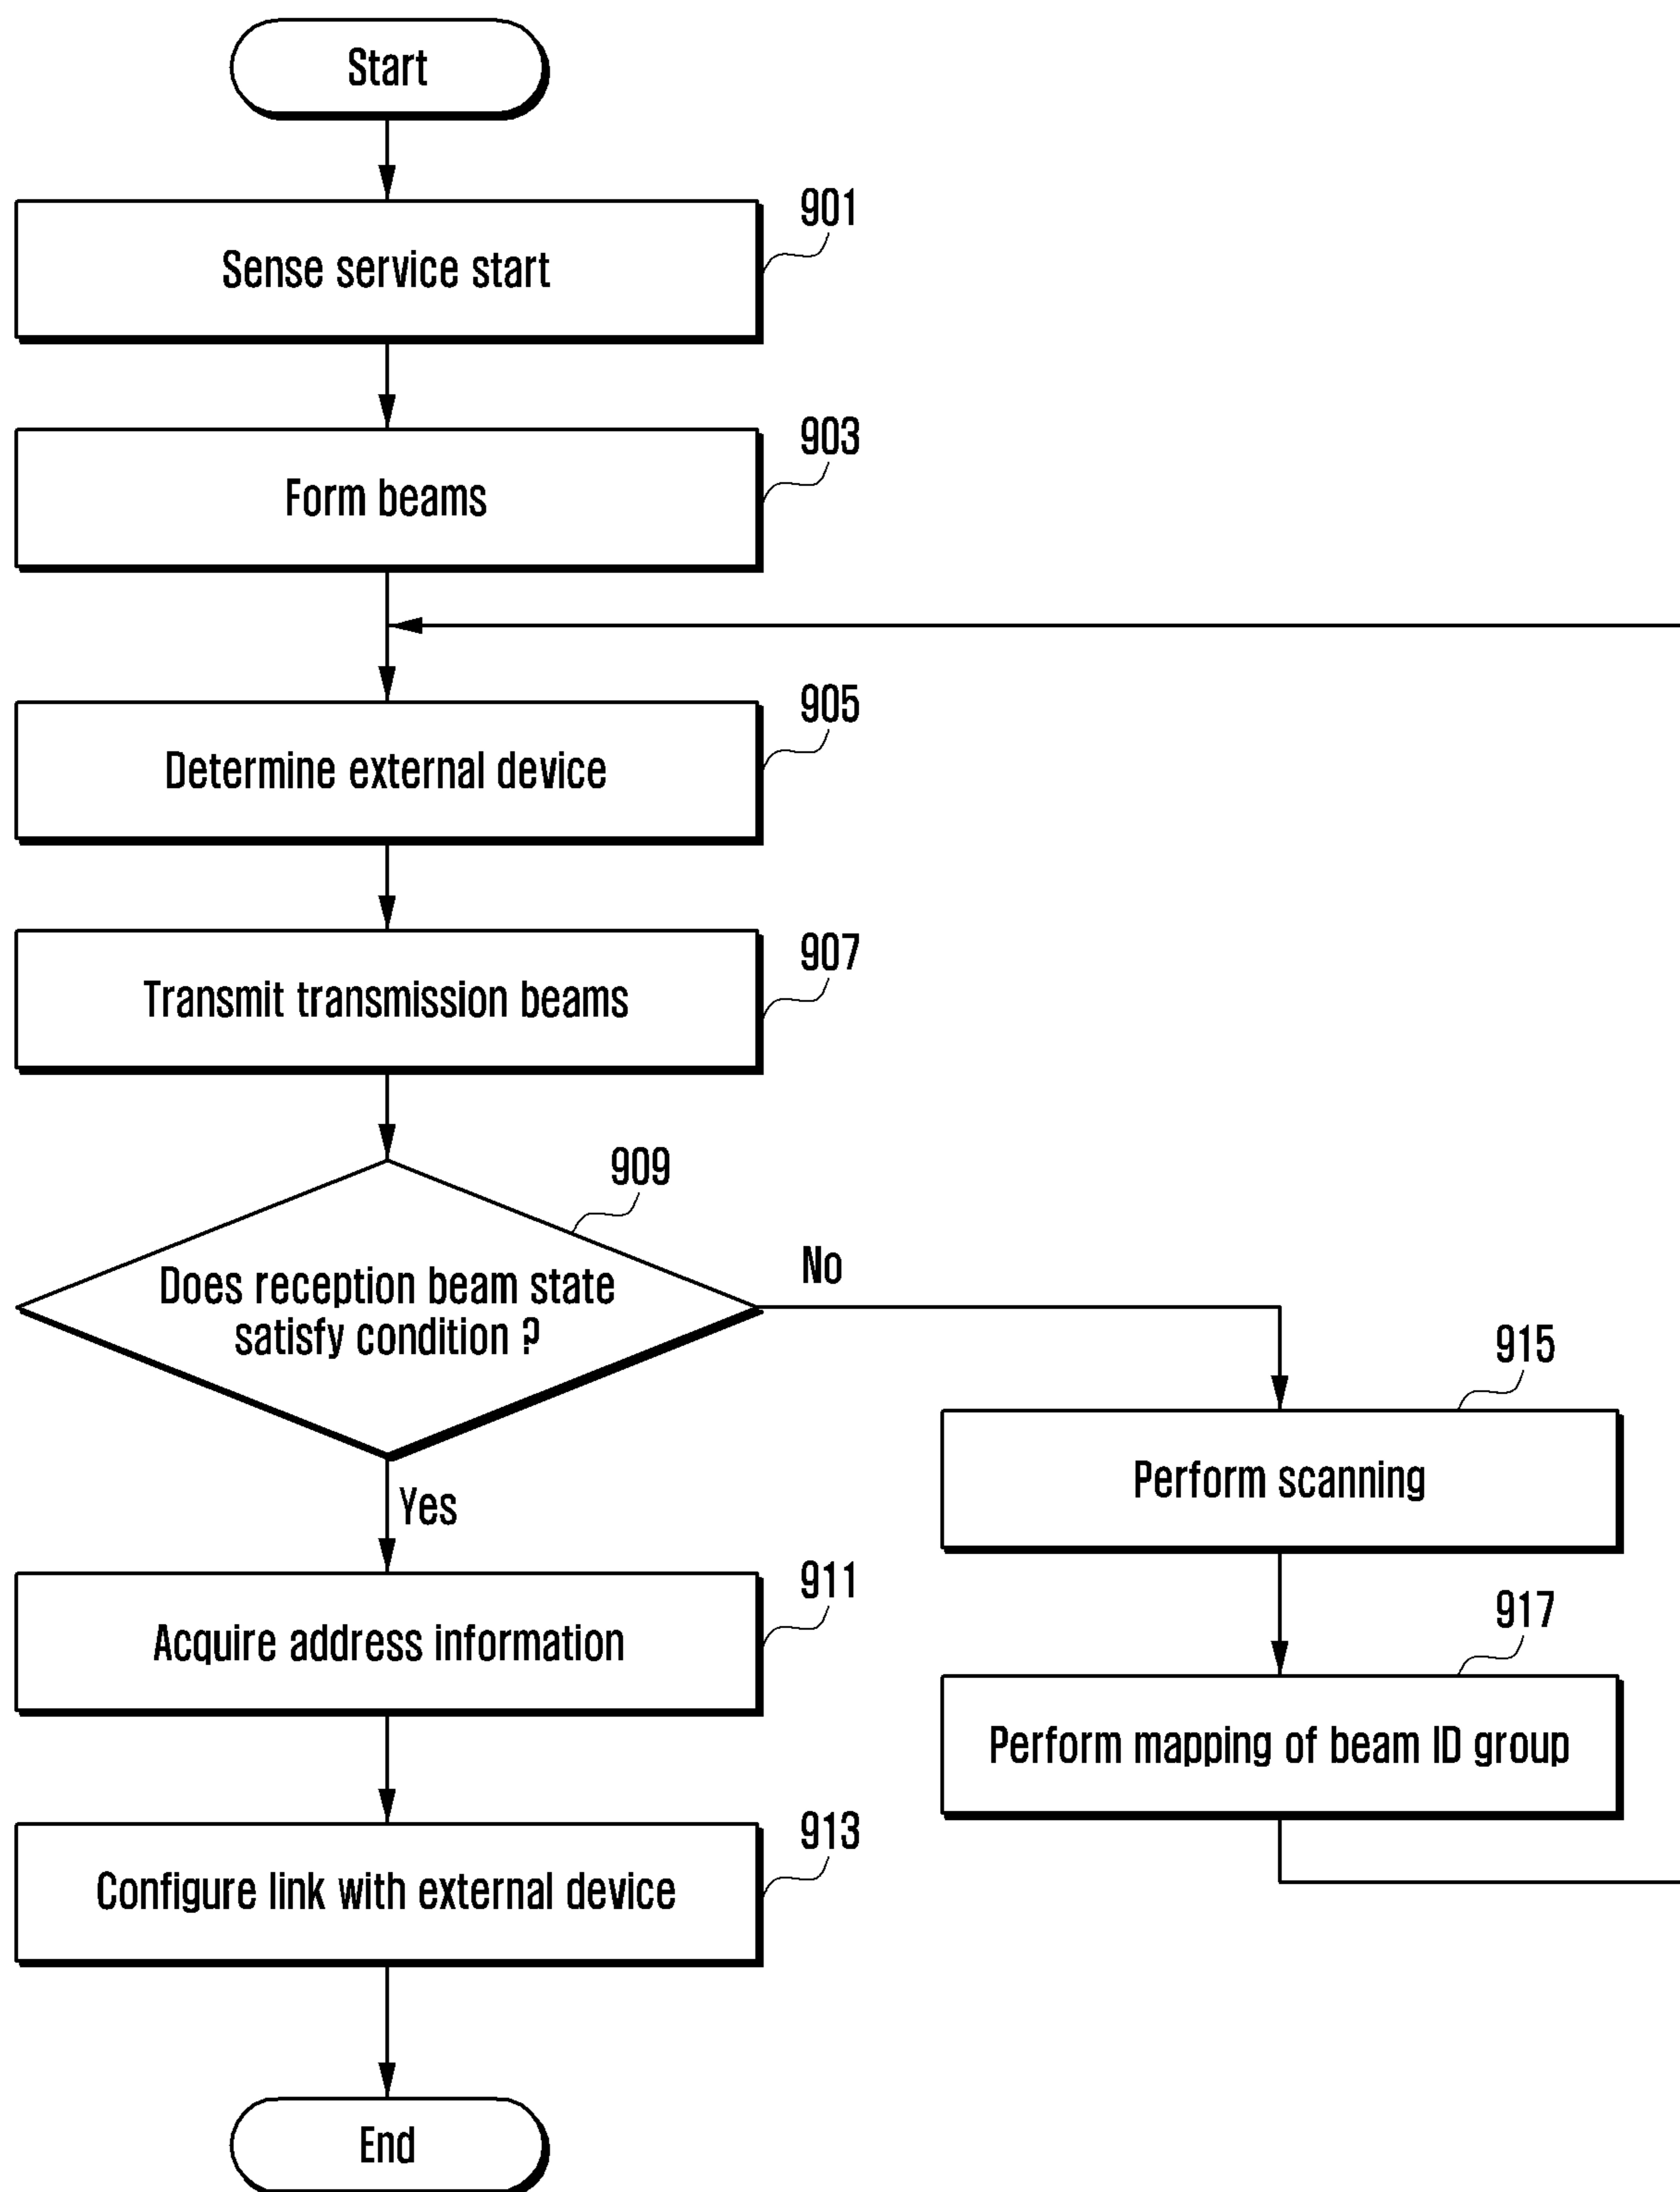 Start
901
Sense service start
903
Form beams
905
Determine external device
907
Transmit transmission beams
909
Does reception beam state
satisfy condition ?
No
Yes
915
Perform scanning
911
Acquire address information
917
Perform mapping of beam ID group
913
Configure link with external device
End